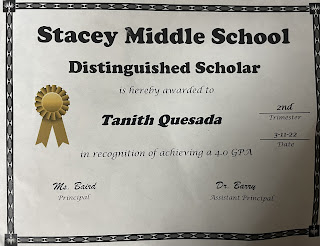 Stacey Middle School
Distinguished Scholar
is hereby awarded to
Tanith Quesada
2nd
Trimester
3-11-22
Date
in recognition of achieving a 4.0 GPA
Ms. Baird
Principal
Dr. Barry
Assistant Principal